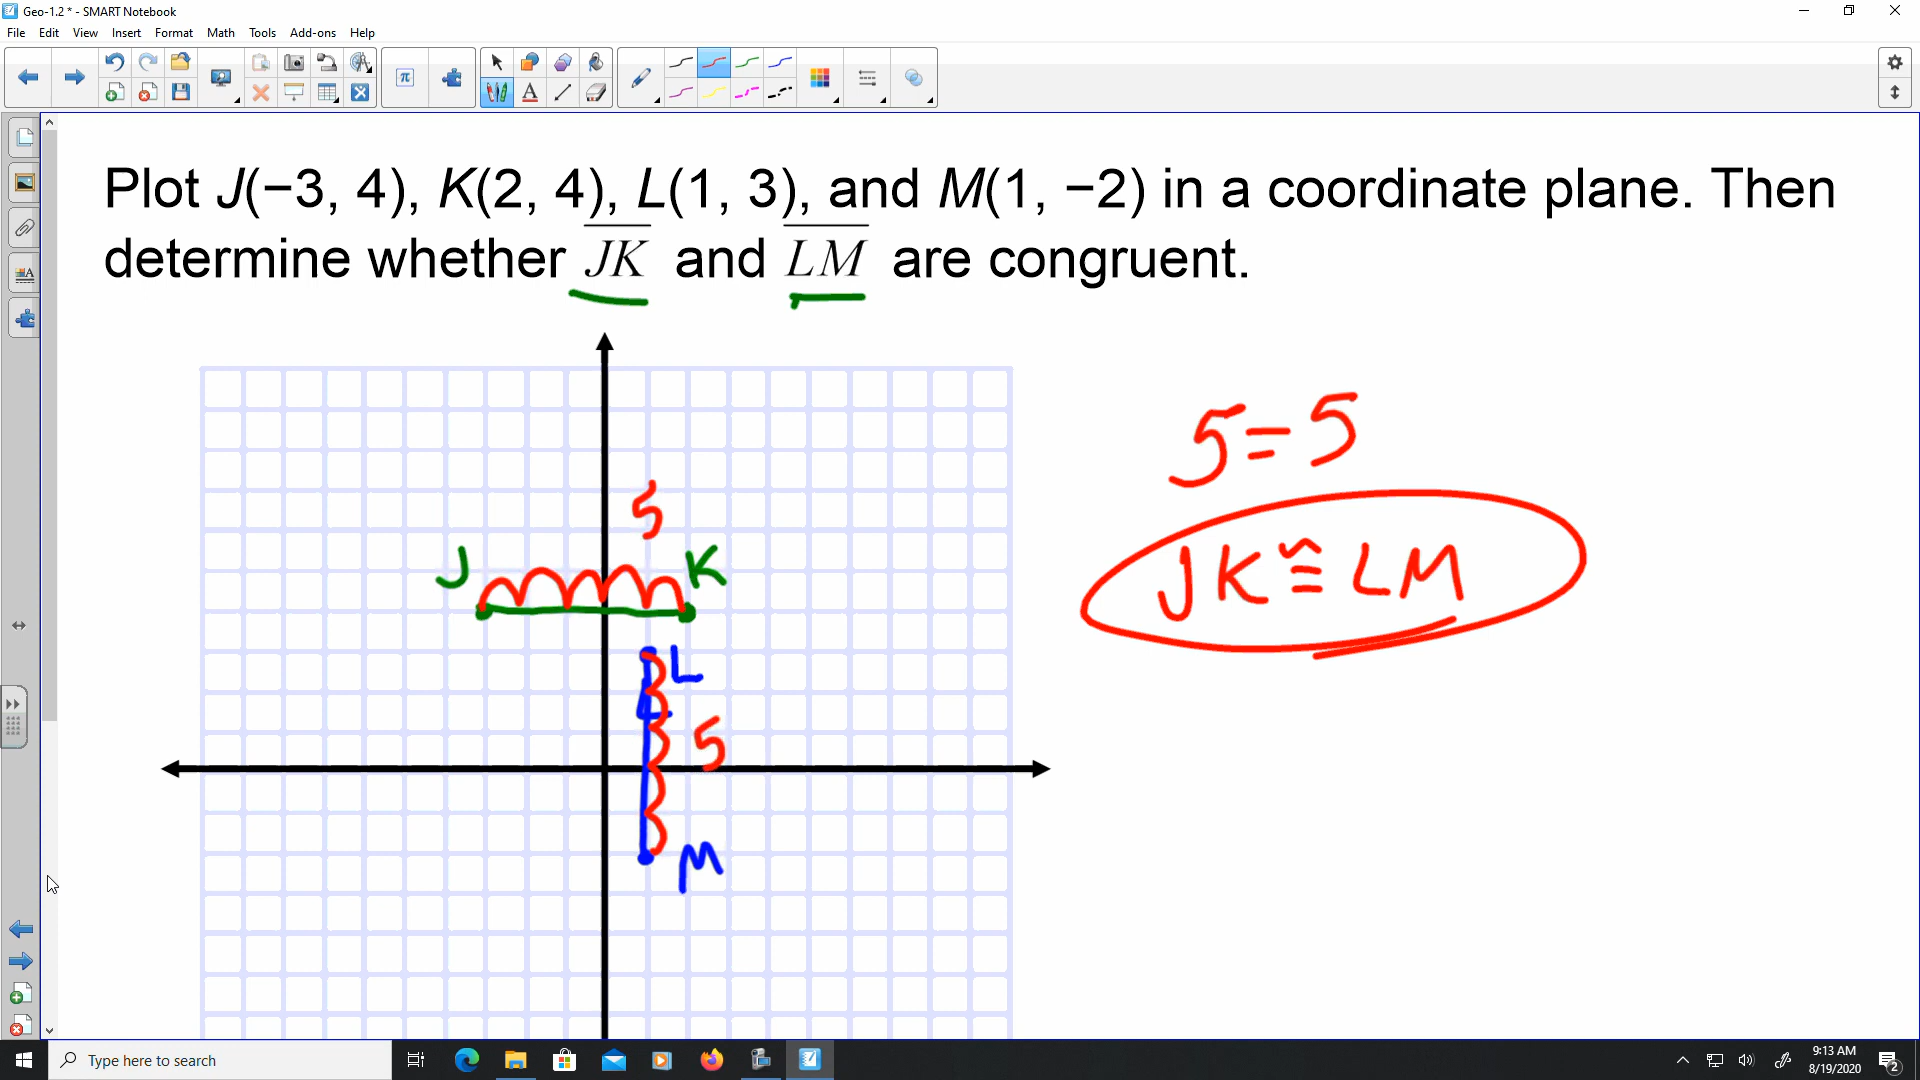 Geo-1.2 * - SMART Notebook
File Edit View Insert Format Math Tools Add-ons Help
π
A
A
Plot J(−3, 4), K(2, 4), L(1, 3), and M(1, −2) in a coordinate plane. Then
determine whether JK and LM are congruent.
5 = 5
5
J K
JK ≅ LM
L
5
M
Type here to search
9:13 AM
8/19/2020
2